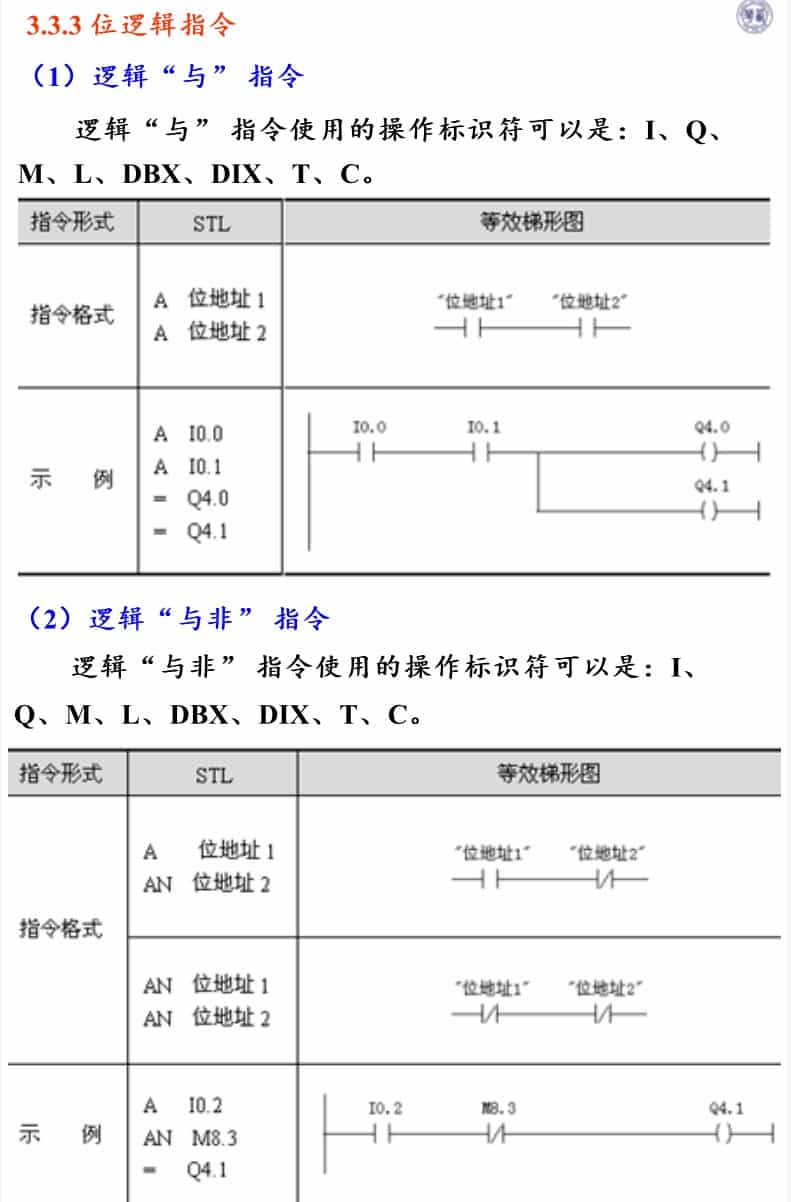 3.3.3 位逻辑指令
（1）逻辑“与” 指令
逻辑“与” 指令使用的操作标识符可以是：I、Q、
M、L、DBX、DIX、T、C。
指令形式 STL 等效梯形图
指令格式
A 位地址 1
A 位地址 2
"位地址1" "位地址2"
示 例
A I0.0
A I0.1
= Q4.0
= Q4.1
I0.0 I0.1 Q4.0
Q4.1
（2）逻辑“与非” 指令
逻辑“与非” 指令使用的操作标识符可以是：I、
Q、M、L、DBX、DIX、T、C。
指令形式 STL 等效梯形图
指令格式
A 位地址 1
AN 位地址 2
"位地址1" "位地址2"
AN 位地址 1
AN 位地址 2
"位地址1" "位地址2"
示 例
A I0.2
AN M8.3
= Q4.1
I0.2 M8.3 Q4.1